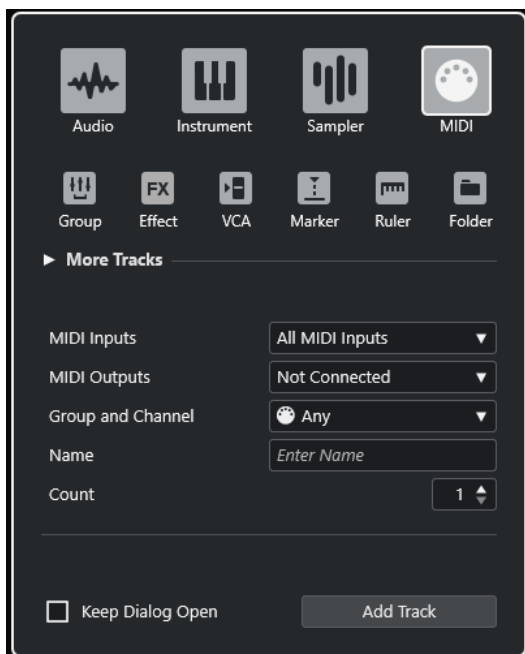 Audio Instrument Sampler MIDI
FX
Group Effect VCA Marker Ruler Folder
More Tracks
MIDI Inputs All MIDI Inputs
MIDI Outputs Not Connected
Group and Channel Any
Name Enter Name
Count 1
Keep Dialog Open Add Track